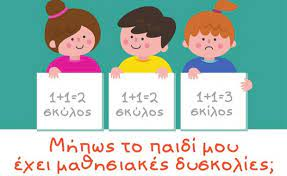 1+1=2
σκύλος
1+1=2
σκύλος
1+1=3
σκίλος
Μήπως το παιδί μου
έχει μαθησιακές δυσκολίες;